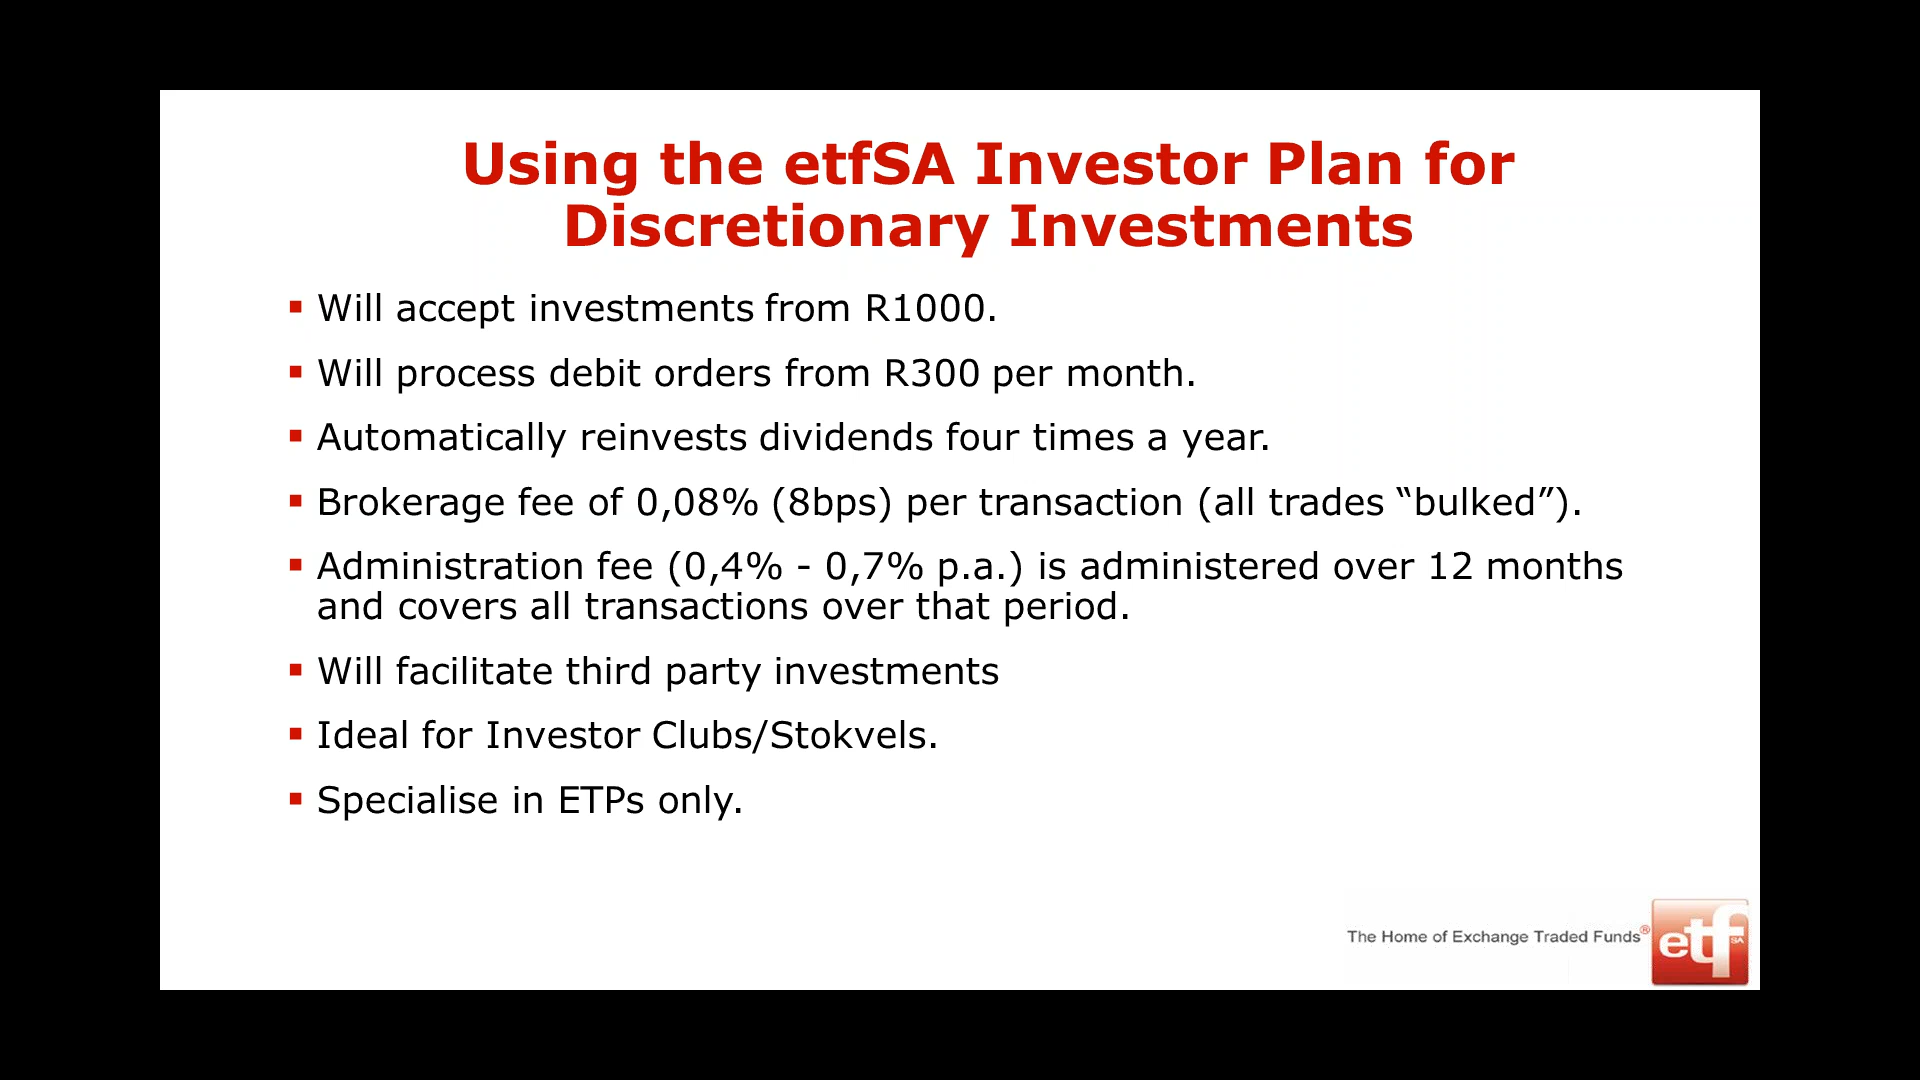 Using the etfSA Investor Plan for
Discretionary Investments
▪ Will accept investments from R1000.
▪ Will process debit orders from R300 per month.
▪ Automatically reinvests dividends four times a year.
▪ Brokerage fee of 0,08% (8bps) per transaction (all trades “bulked”).
▪ Administration fee (0,4% - 0,7% p.a.) is administered over 12 months
and covers all transactions over that period.
▪ Will facilitate third party investments
▪ Ideal for Investor Clubs/Stokvels.
▪ Specialise in ETPs only.
The Home of Exchange Traded Funds®
etf SA